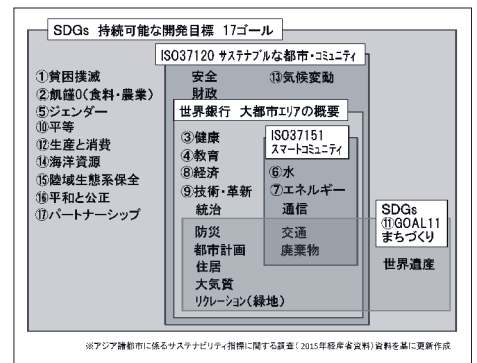 SDGs 持続可能な開発目標 17ゴール
ISO37120 サステナブルな都市・コミュニティ
①貧困撲滅
②飢饉0(食料・農業)
⑤ジェンダー
⑩平等
⑫生産と消費
⑭海洋資源
⑮陸域生態系保全
⑯平和と公正
⑰パートナーシップ
安全
⑬気候変動
財政
世界銀行 大都市エリアの概要
③健康
④教育
⑧経済
⑨技術・革新
統治
ISO37151
スマートコミュニティ
⑥水
⑦エネルギー
通信
防災
都市計画
住居
大気質
リクレーション(緑地)
交通
廃棄物
SDGs
⑪GOAL11
まちづくり
世界遺産
※アジア諸都市に係るサステナビリティ指標に関する調査(2015年経産省資料)資料を基に更新作成